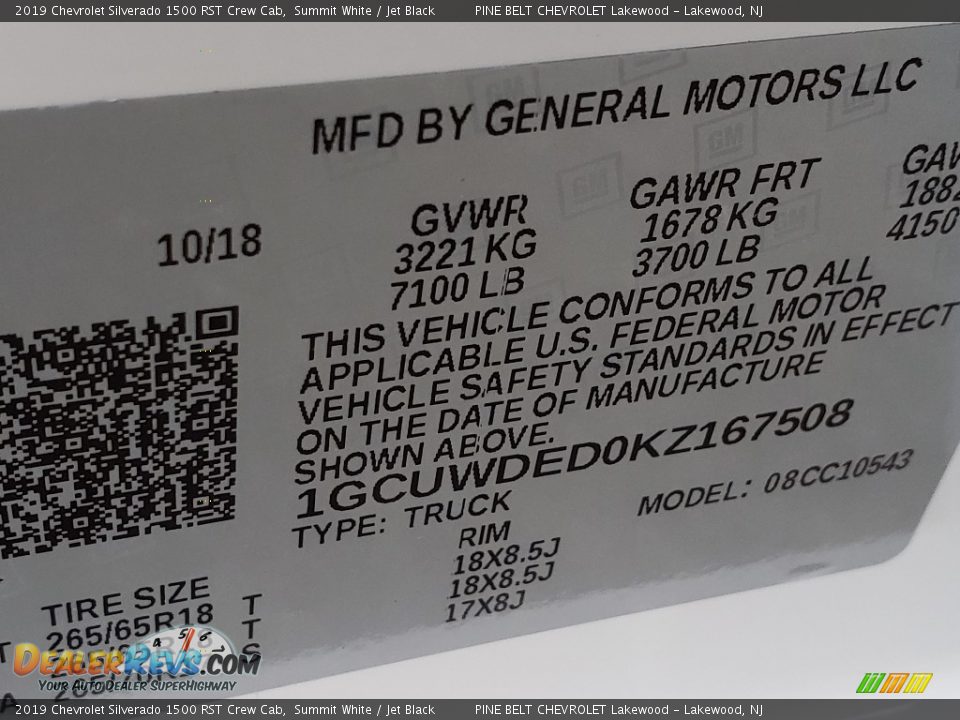 2019 Chevrolet Silverado 1500 RST Crew Cab, Summit White / Jet Black PINE BELT CHEVROLET Lakewood - Lakewood, NJ
MFD BY GENERAL MOTORS LLC
10/18
GVWR
3221 KG
7100 LB
GAWR FRT
1678 KG
3700 LB
GAW
1882
4150
THIS VEHICLE CONFORMS TO ALL
APPLICABLE U.S. FEDERAL MOTOR
VEHICLE SAFETY STANDARDS IN EFFECT
ON THE DATE OF MANUFACTURE
SHOWN ABOVE.
1GCUWDED0KZ167508
TYPE: TRUCK
MODEL: 08CC10543
RIM
18X8.5J
18X8.5J
17X8J
TIRE SIZE
265/65R18
T
T
S
DEALERREVS.COM
YOUR AUTO DEALER SUPERHIGHWAY
2019 Chevrolet Silverado 1500 RST Crew Cab, Summit White / Jet Black PINE BELT CHEVROLET Lakewood - Lakewood, NJ